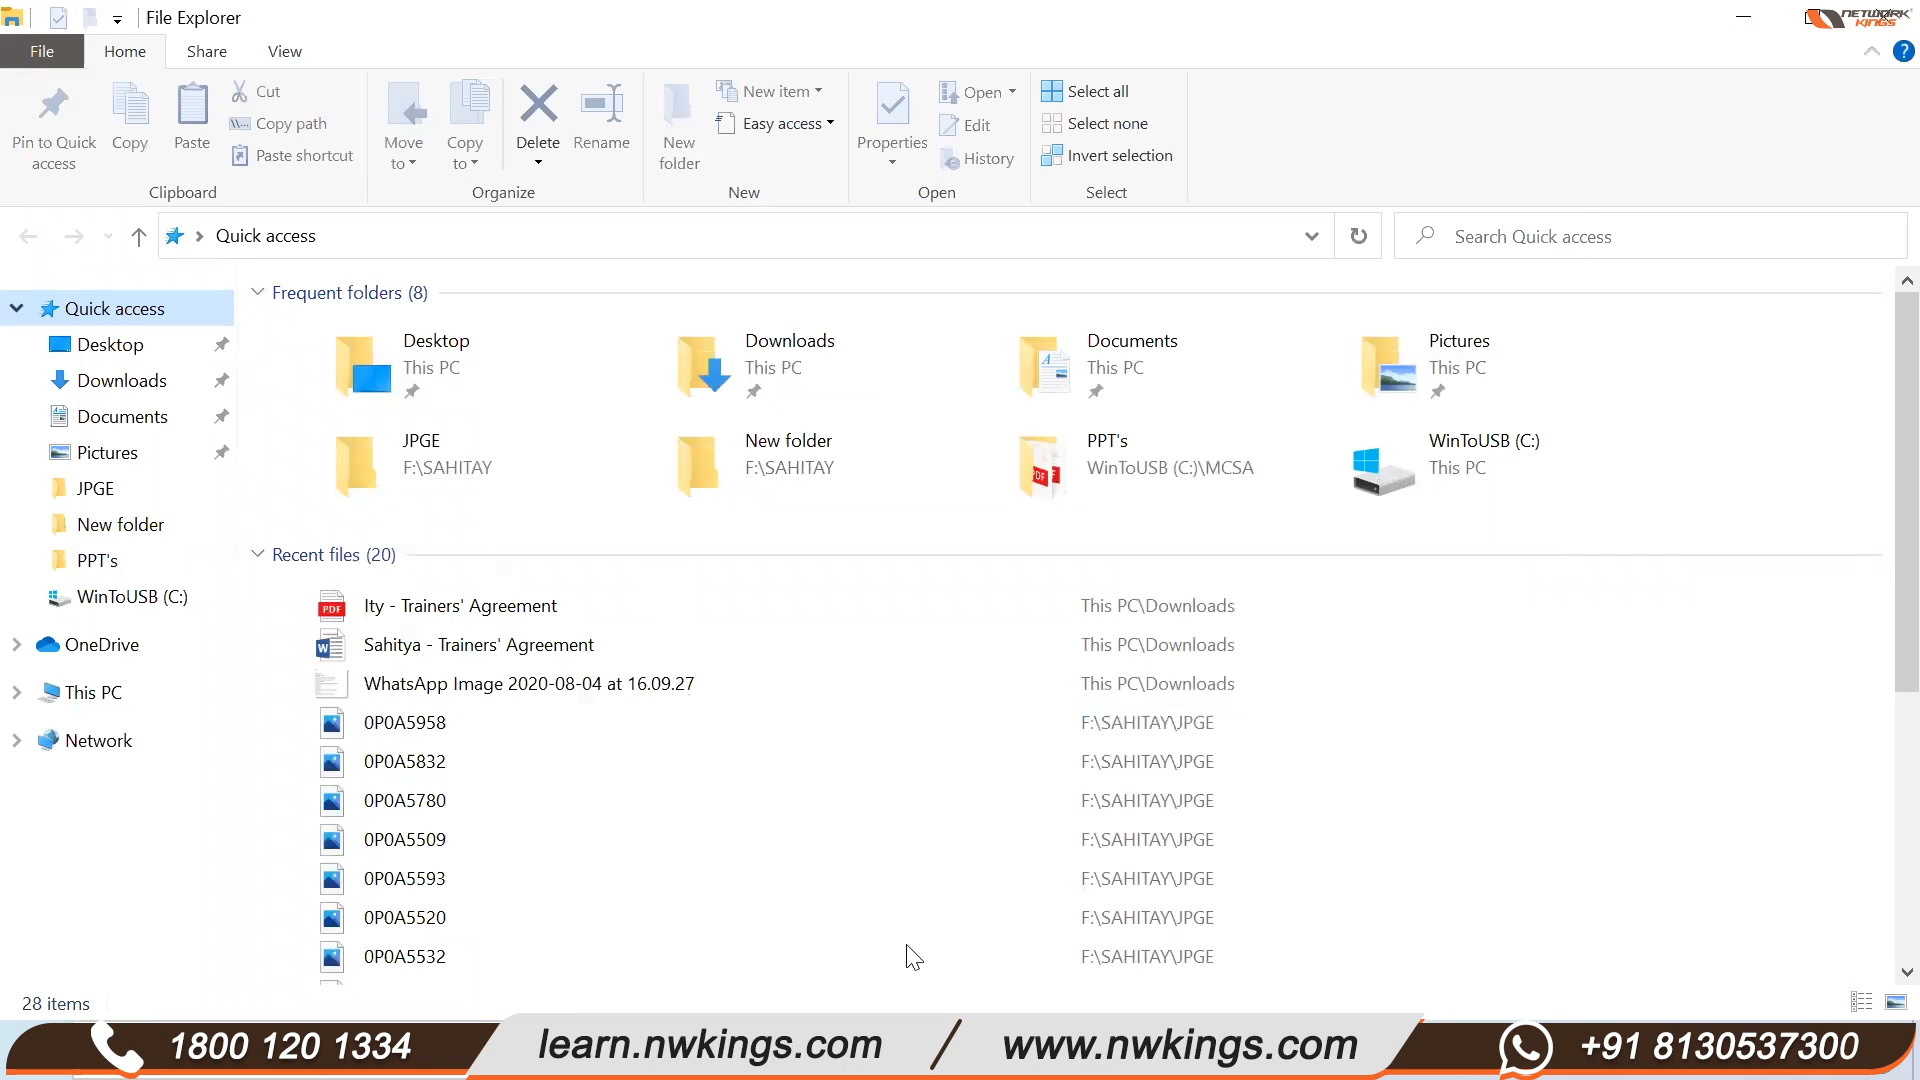 File Explorer
NETWORK
KINGS
File Home Share View
Pin to Quick access
Copy
Paste
Cut
Copy path
Paste shortcut
Clipboard
Move to
Copy to
Delete
Rename
Organize
New folder
New item
Easy access
New
Properties
Open
Edit
History
Open
Select all
Select none
Invert selection
Select
Quick access
Search Quick access
Quick access
Desktop
Downloads
Documents
Pictures
JPGE
New folder
PPT's
WinToUSB (C:)
OneDrive
This PC
Network
Frequent folders (8)
Desktop
This PC
Downloads
This PC
Documents
This PC
Pictures
This PC
JPGE
F:\SAHITAY
New folder
F:\SAHITAY
PPT's
WinToUSB (C:)\MCSA
WinToUSB (C:)
This PC
Recent files (20)
Ity - Trainers' Agreement This PC\Downloads
Sahitya - Trainers' Agreement This PC\Downloads
WhatsApp Image 2020-08-04 at 16.09.27 This PC\Downloads
0P0A5958 F:\SAHITAY\JPGE
0P0A5832 F:\SAHITAY\JPGE
0P0A5780 F:\SAHITAY\JPGE
0P0A5509 F:\SAHITAY\JPGE
0P0A5593 F:\SAHITAY\JPGE
0P0A5520 F:\SAHITAY\JPGE
0P0A5532 F:\SAHITAY\JPGE
28 items
1800 120 1334 learn.nwkings.com / www.nwkings.com +91 8130537300